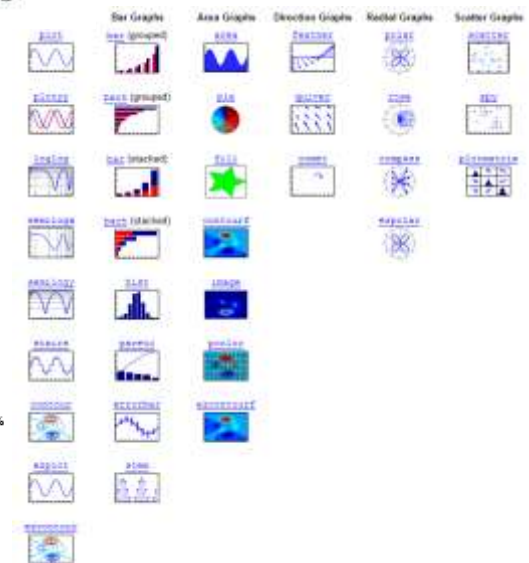 Bar Graphs Area Graphs Direction Graphs Radial Graphs Scatter Graphs
plot bar (grouped) area feather polar scatter
plotyy barh (grouped) pie quiver rose spy
loglog bar (stacked) fill comet compass plotmatrix
semilogx barh (stacked) contourf ezpolar
semilogy hist image
stairs pareto pcolor
contour errorbar ezcontourf
ezplot stem
ezcontour
%